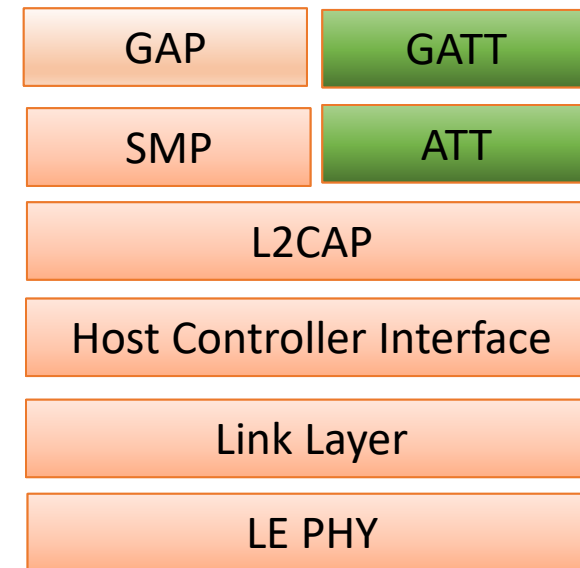 GAP
GATT
SMP
ATT
L2CAP
Host Controller Interface
Link Layer
LE PHY